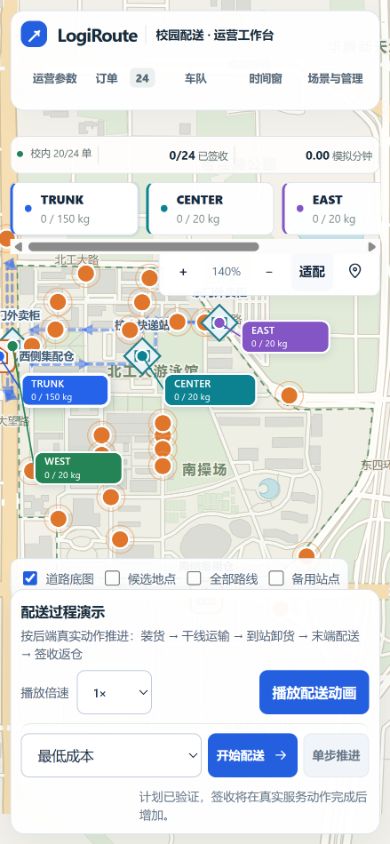 LogiRoute 校园配送 · 运营工作台
运营参数 订单 24 车队 时间窗 场景与管理
校内 20/24 单 0/24 已签收 0.00 模拟分钟
TRUNK
0 / 150 kg
CENTER
0 / 20 kg
EAST
0 / 20 kg
+ 140% − 适配
北工大路
门外卖柜
西侧集配仓
EAST
0 / 20 kg
北工大游泳馆
TRUNK
0 / 150 kg
CENTER
0 / 20 kg
WEST
0 / 20 kg
南操场
东四环
道路底图 候选地点 全部路线 备用站点
配送过程演示
按后端真实动作推进：装货 → 干线运输 → 到站卸货 → 末端配送
→ 签收返仓
播放倍速 1× 播放配送动画
最低成本 开始配送 → 单步推进
计划已验证，签收将在真实服务动作完成后
增加。